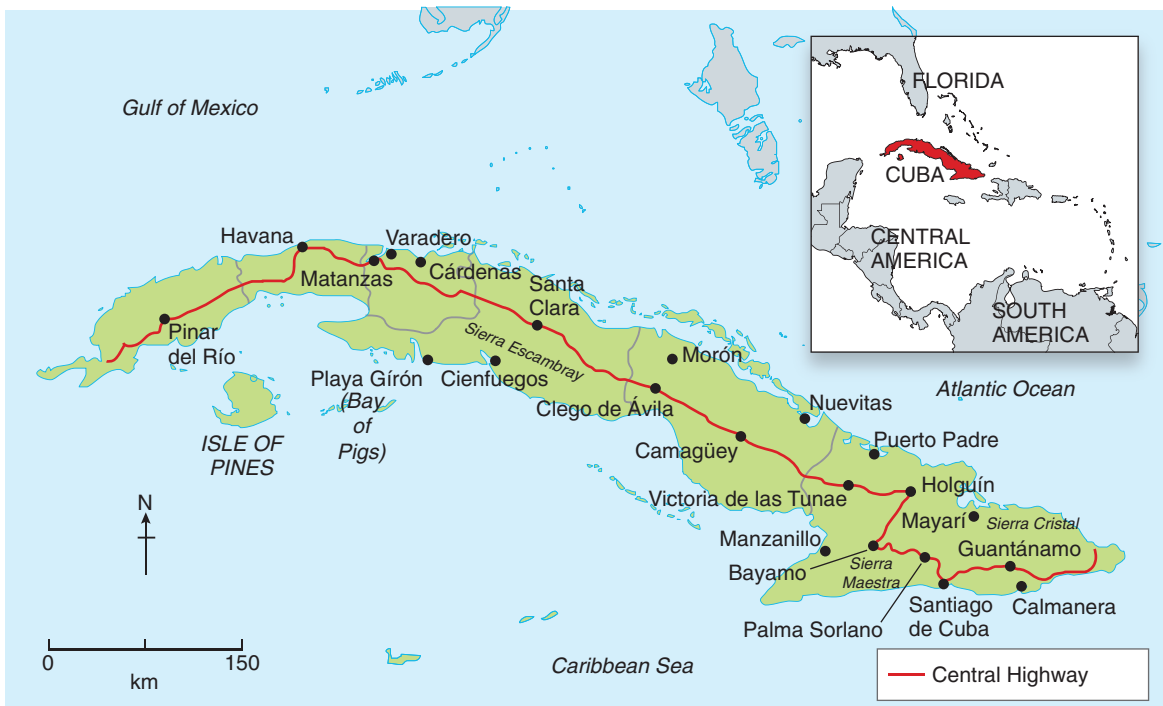 Gulf of Mexico
FLORIDA
CUBA
CENTRAL
AMERICA
SOUTH
AMERICA
Atlantic Ocean
Havana
Varadero
Matanzas
Cárdenas
Santa
Clara
Pinar
del Río
Sierra Escambray
Morón
Playa Gírón
(Bay
of
Pigs)
Cienfuegos
Clego de Ávila
Nuevitas
ISLE OF
PINES
Camagüey
Puerto Padre
Victoria de las Tunae
Holguín
N
Mayarí
Sierra Cristal
Manzanillo
Guantánamo
Bayamo
Sierra
Maestra
Santiago
de Cuba
Calmanera
Palma Sorlano
0
150
km
Caribbean Sea
Central Highway